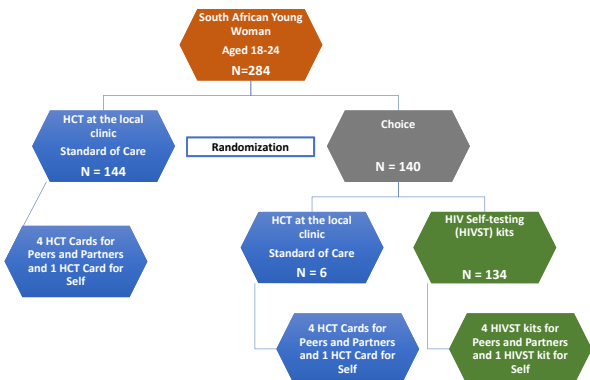 South African Young
Woman
Aged 18-24
N=284
HCT at the local
clinic
Standard of Care
N = 144
Randomization
Choice
N = 140
4 HCT Cards for
Peers and Partners
and 1 HCT Card for
Self
HCT at the local
clinic
Standard of Care
N = 6
HIV Self-testing
(HIVST) kits
N = 134
4 HCT Cards for
Peers and Partners
and 1 HCT Card for
Self
4 HIVST kits for
Peers and Partners
and 1 HIVST kit for
Self